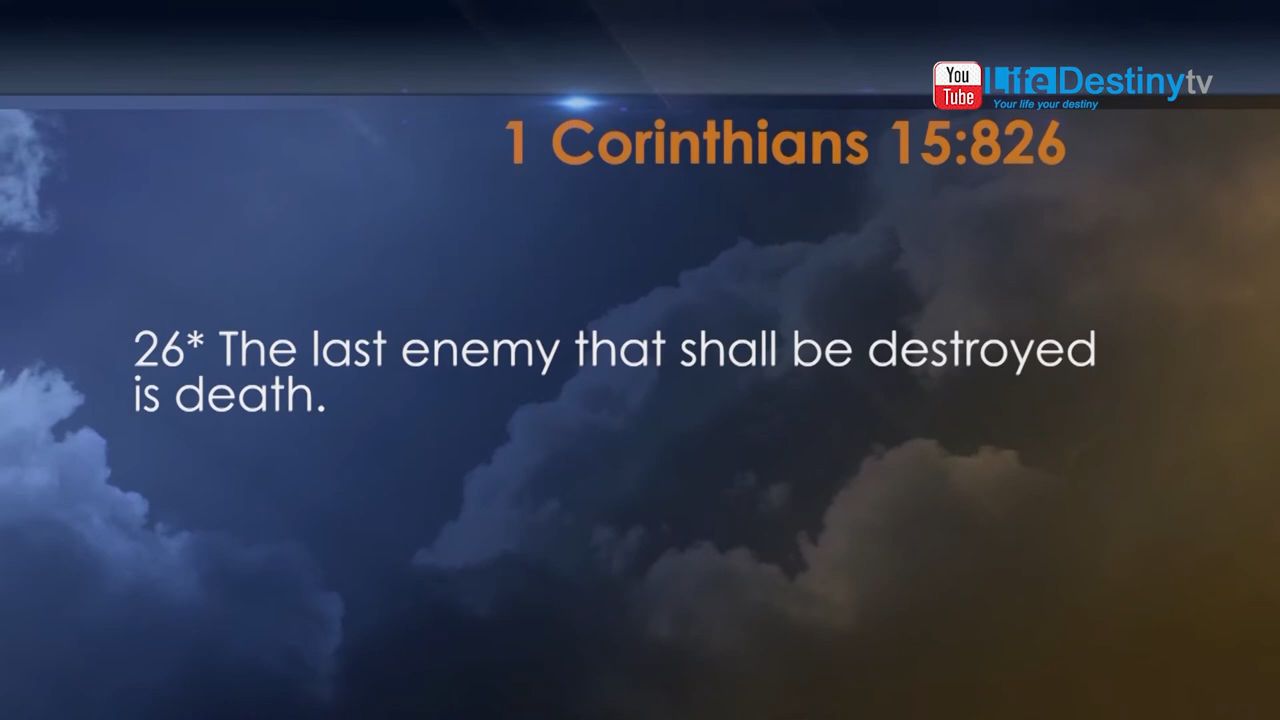 You
Tube
LifeDestinytv
Your life your destiny
1 Corinthians 15:826
26* The last enemy that shall be destroyed
is death.